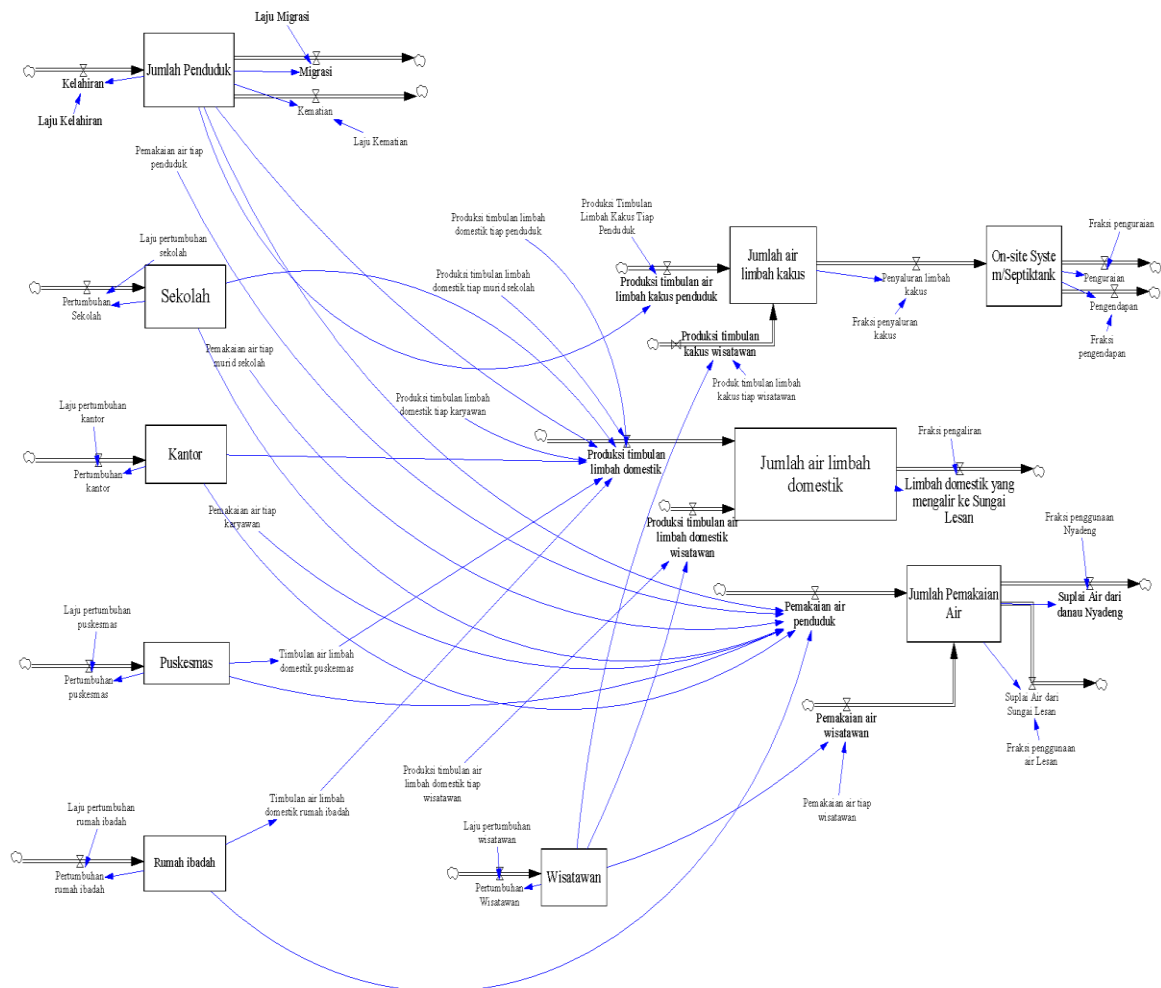 Laju Migrasi
Jumlah Penduduk
Migrasi
Kelahiran
Laju Kelahiran
Kematian
Laju Kematian
Pemakaian air tiap
penduduk
Produksi timbulan limbah
domestik tiap penduduk
Produksi Timbulan
Limbah Kakus Tiap
Penduduk
Jumlah air
limbah kakus
On-site Syste
m/Septiktank
Fraksi penguraian
Laju pertumbuhan
sekolah
Sekolah
Pertumbuhan
Sekolah
Produksi timbulan limbah
domestik tiap murid sekolah
Produksi timbulan air
limbah kakus penduduk
Penyaluran limbah
kakus
Fraksi penyaluran
kakus
Penguraian
Pengendapan
Fraksi
pengendapan
Pemakaian air tiap
murid sekolah
Produksi timbulan
kakus wisatawan
Produk timbulan limbah
kakus tiap wisatawan
Produksi timbulan limbah
domestik tiap karyawan
Laju pertumbuhan
kantor
Kantor
Pertumbuhan
kantor
Produksi timbulan
limbah domestik
Jumlah air limbah
domestik
Fraksi pengaliran
Limbah domestik yang
mengalir ke Sungai
Lesan
Pemakaian air tiap
karyawan
Produksi timbulan air
limbah domestik
wisatawan
Fraksi penggunaan
Nyadeng
Laju pertumbuhan
puskesmas
Puskesmas
Pertumbuhan
puskesmas
Timbulan air limbah
domestik puskesmas
Pemakaian air
penduduk
Jumlah Pemakaian
Air
Suplai Air dari
danau Nyadeng
Suplai Air dari
Sungai Lesan
Fraksi penggunaan
air Lesan
Pemakaian air
wisatawan
Pemakaian air tiap
wisatawan
Produksi timbulan air
limbah domestik tiap
wisatawan
Laju pertumbuhan
rumah ibadah
Timbulan air limbah
domestik rumah ibadah
Rumah ibadah
Pertumbuhan
rumah ibadah
Laju pertumbuhan
wisatawan
Wisatawan
Pertumbuhan
Wisatawan